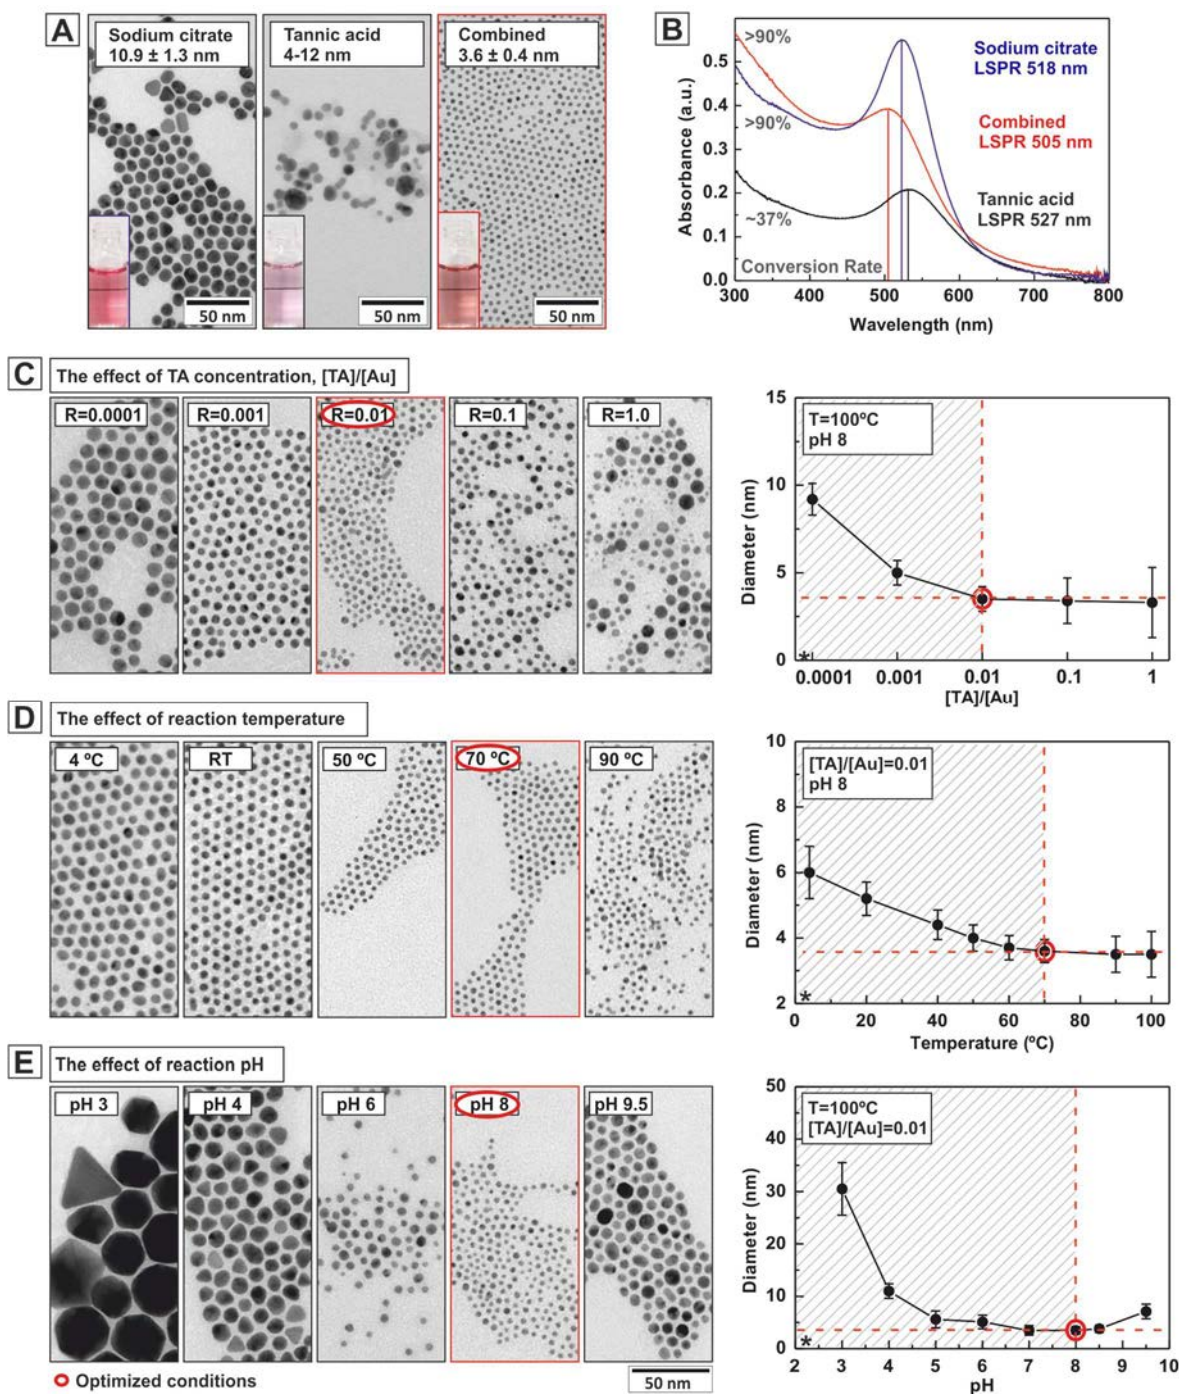 A
Sodium citrate
10.9 ± 1.3 nm
Tannic acid
4-12 nm
Combined
3.6 ± 0.4 nm
50 nm
50 nm
50 nm
B
>90%
>90%
~37%
Conversion Rate
Sodium citrate
LSPR 518 nm
Combined
LSPR 505 nm
Tannic acid
LSPR 527 nm
Absorbance (a.u.)
0.5
0.4
0.3
0.2
0.1
0.0
300 400 500 600 700 800
Wavelength (nm)
C
The effect of TA concentration, [TA]/[Au]
R=0.0001
R=0.001
R=0.01
R=0.1
R=1.0
T=100ºC
pH 8
Diameter (nm)
15
10
5
0
*
0.0001 0.001 0.01 0.1 1
[TA]/[Au]
D
The effect of reaction temperature
4 ºC
RT
50 ºC
70 ºC
90 ºC
[TA]/[Au]=0.01
pH 8
Diameter (nm)
10
8
6
4
2
*
0 20 40 60 80 100
Temperature (ºC)
E
The effect of reaction pH
pH 3
pH 4
pH 6
pH 8
pH 9.5
T=100ºC
[TA]/[Au]=0.01
Diameter (nm)
50
40
30
20
10
0
*
2 3 4 5 6 7 8 9 10
pH
Optimized conditions
50 nm